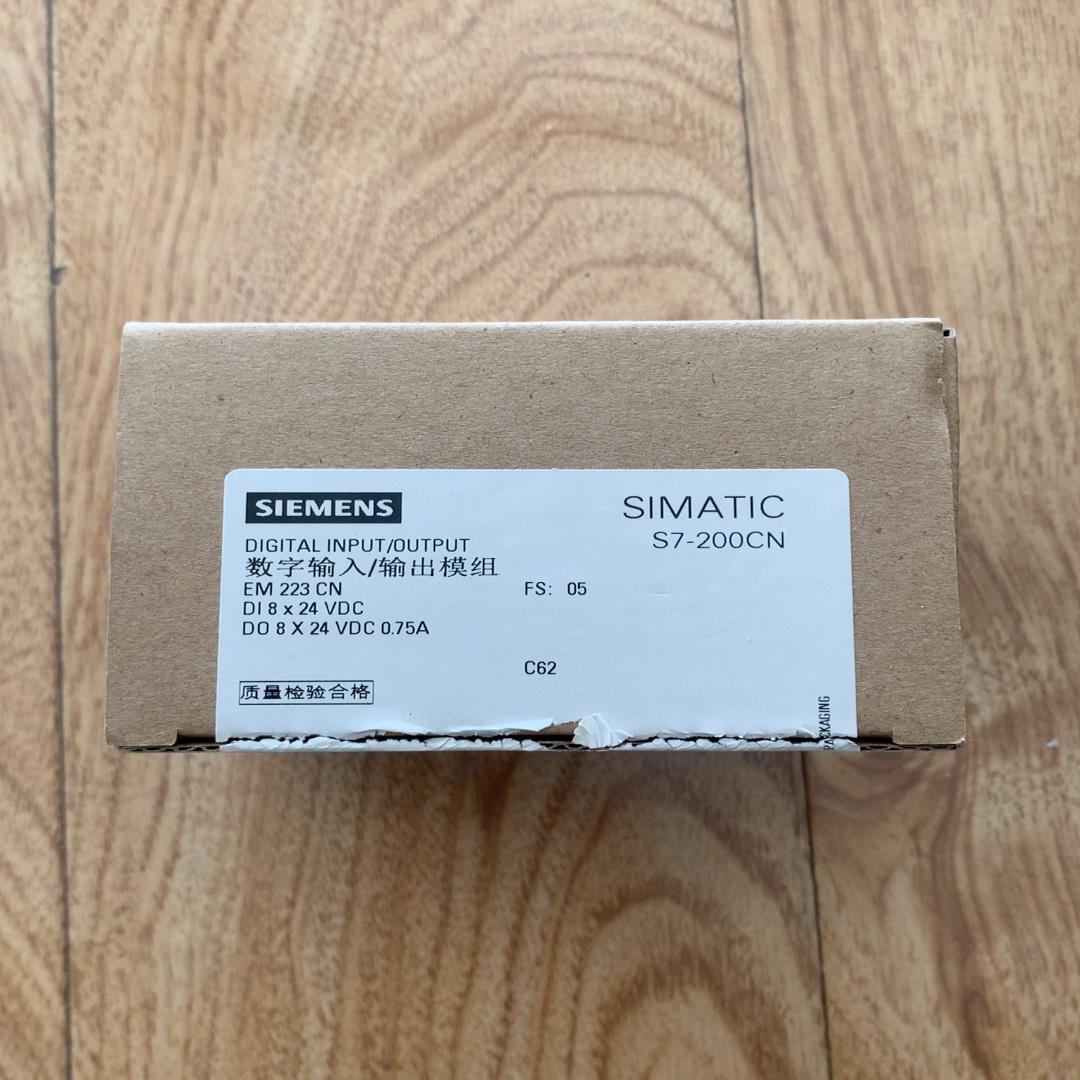 SIEMENS
SIMATIC
S7-200CN
DIGITAL INPUT/OUTPUT
数字输入/输出模组
EM 223 CN
FS: 05
DI 8 x 24 VDC
DO 8 X 24 VDC 0.75A
C62
质量检验合格
PACKAGING